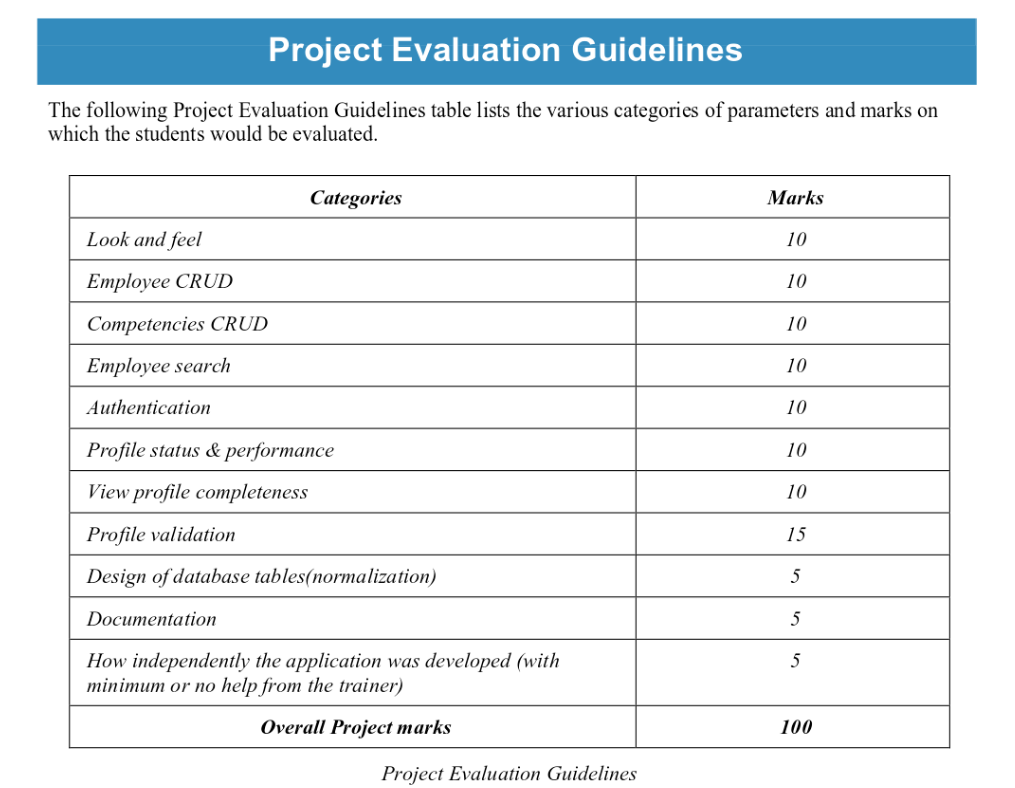 Project Evaluation Guidelines
The following Project Evaluation Guidelines table lists the various categories of parameters and marks on
which the students would be evaluated.
Categories Marks
Look and feel 10
Employee CRUD 10
Competencies CRUD 10
Employee search 10
Authentication 10
Profile status & performance 10
View profile completeness 10
Profile validation 15
Design of database tables(normalization) 5
Documentation 5
How independently the application was developed (with 5
minimum or no help from the trainer)
Overall Project marks 100
Project Evaluation Guidelines